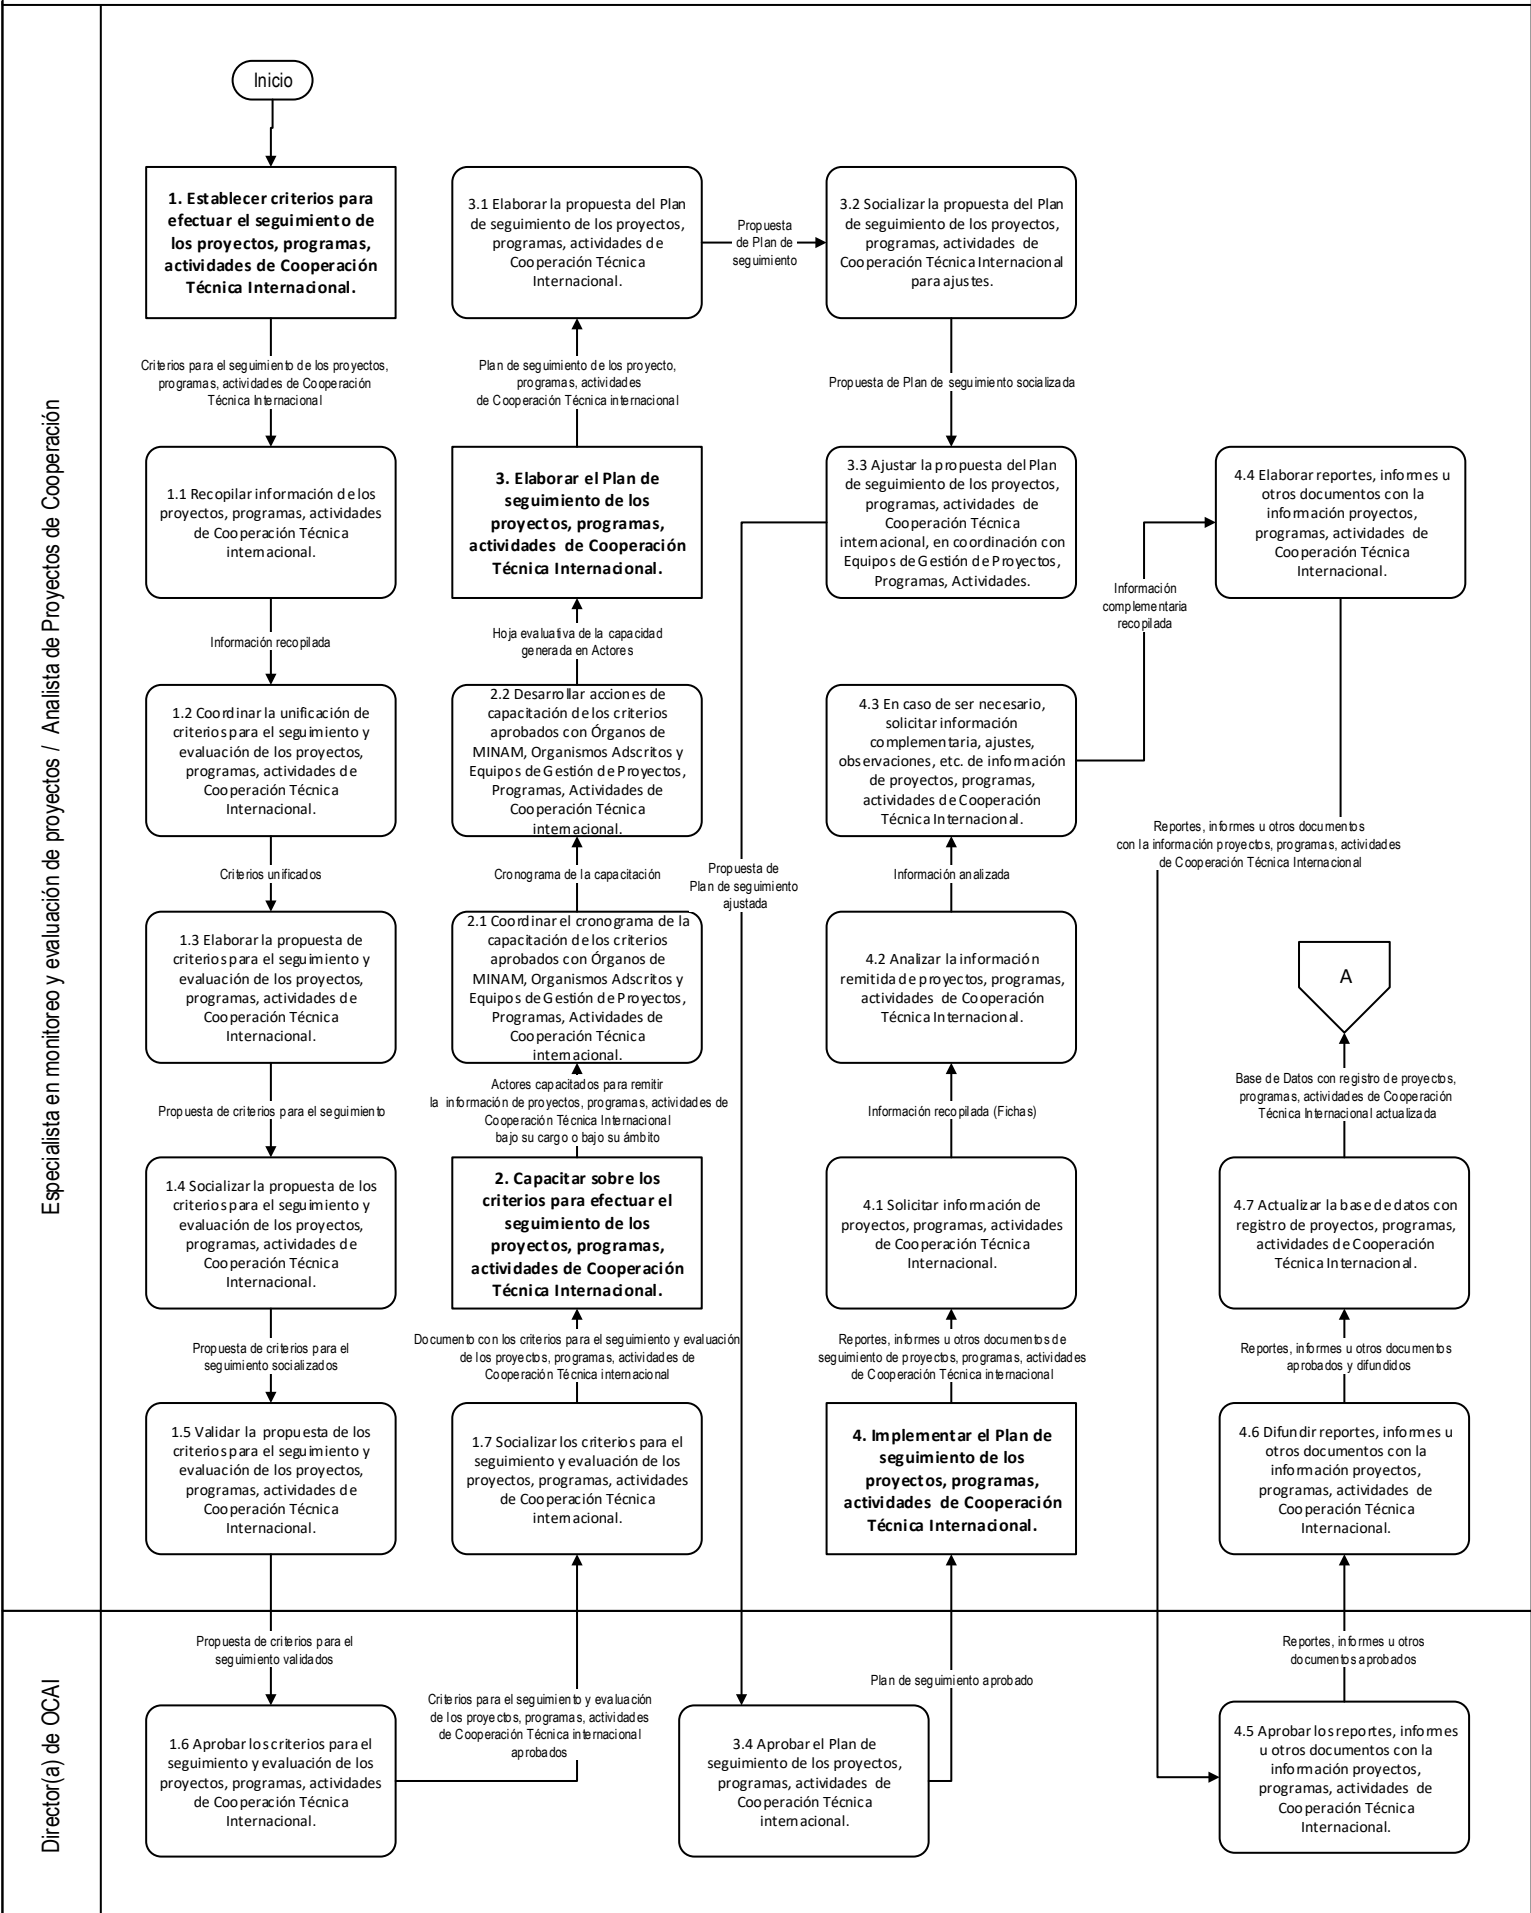 Especialista en monitoreo y evaluación de proyectos / Analista de Proyectos de Cooperación
Inicio
1. Establecer criterios para
efectuar el seguimiento de
los proyectos, programas,
actividades de Cooperación
Técnica Internacional.
Criterios para el seguimiento de los proyectos,
programas, actividades de Cooperación
Técnica Internacional
1.1 Recopilar información de los
proyectos, programas, actividades
de Cooperación Técnica
internacional.
Información recopilada
1.2 Coordinar la unificación de
criterios para el seguimiento y
evaluación de los proyectos,
programas, actividades de
Cooperación Técnica
Internacional.
Criterios unificados
1.3 Elaborar la propuesta de
criterios para el seguimiento y
evaluación de los proyectos,
programas, actividades de
Cooperación Técnica
Internacional.
Propuesta de criterios para el seguimiento
1.4 Socializar la propuesta de los
criterios para el seguimiento y
evaluación de los proyectos,
programas, actividades de
Cooperación Técnica
Internacional.
Propuesta de criterios para el
seguimiento socializados
1.5 Validar la propuesta de los
criterios para el seguimiento y
evaluación de los proyectos,
programas, actividades de
Cooperación Técnica
Internacional.
3.1 Elaborar la propuesta del Plan
de seguimiento de los proyectos,
programas, actividades de
Cooperación Técnica
Internacional.
Propuesta
de Plan de
seguimiento
Plan de seguimiento de los proyecto,
programas, actividades
de Cooperación Técnica internacional
3. Elaborar el Plan de
seguimiento de los
proyectos, programas,
actividades de Cooperación
Técnica Internacional.
Hoja evaluativa de la capacidad
generada en Actores
2.2 Desarrollar acciones de
capacitación de los criterios
aprobados con Órganos de
MINAM, Organismos Adscritos y
Equipos de Gestión de Proyectos,
Programas, Actividades de
Cooperación Técnica
internacional.
Cronograma de la capacitación
2.1 Coordinar el cronograma de la
capacitación de los criterios
aprobados con Órganos de
MINAM, Organismos Adscritos y
Equipos de Gestión de Proyectos,
Programas, Actividades de
Cooperación Técnica
internacional.
Actores capacitados para remitir
la información de proyectos, programas, actividades de
Cooperación Técnica Internacional
bajo su cargo o bajo su ámbito
2. Capacitar sobre los
criterios para efectuar el
seguimiento de los
proyectos, programas,
actividades de Cooperación
Técnica Internacional.
Documento con los criterios para el seguimiento y evaluación
de los proyectos, programas, actividades de
Cooperación Técnica internacional
1.7 Socializar los criterios para el
seguimiento y evaluación de los
proyectos, programas, actividades
de Cooperación Técnica
internacional.
3.2 Socializar la propuesta del Plan
de seguimiento de los proyectos,
programas, actividades de
Cooperación Técnica Internacional
para ajustes.
Propuesta de Plan de seguimiento socializada
3.3 Ajustar la propuesta del Plan
de seguimiento de los proyectos,
programas, actividades de
Cooperación Técnica
internacional, en coordinación con
Equipos de Gestión de Proyectos,
Programas, Actividades.
Propuesta de
Plan de seguimiento
ajustada
4.3 En caso de ser necesario,
solicitar información
complementaria, ajustes,
observaciones, etc. de información
de proyectos, programas,
actividades de Cooperación
Técnica Internacional.
Información analizada
4.2 Analizar la información
remitida de proyectos, programas,
actividades de Cooperación
Técnica Internacional.
Información recopilada (Fichas)
4.1 Solicitar información de
proyectos, programas, actividades
de Cooperación Técnica
Internacional.
Reportes, informes u otros documentos de
seguimiento de proyectos, programas, actividades
de Cooperación Técnica internacional
4. Implementar el Plan de
seguimiento de los
proyectos, programas,
actividades de Cooperación
Técnica Internacional.
Información
complementaria
recopilada
4.4 Elaborar reportes, informes u
otros documentos con la
información proyectos,
programas, actividades de
Cooperación Técnica
Internacional.
Reportes, informes u otros documentos
con la información proyectos, programas, actividades
de Cooperación Técnica Internacional
A
Base de Datos con registro de proyectos,
programas, actividades de Cooperación
Técnica Internacional actualizada
4.7 Actualizar la base de datos con
registro de proyectos, programas,
actividades de Cooperación
Técnica Internacional.
Reportes, informes u otros documentos
aprobados y difundidos
4.6 Difundir reportes, informes u
otros documentos con la
información proyectos,
programas, actividades de
Cooperación Técnica
Internacional.
Director(a) de OCAI
Propuesta de criterios para el
seguimiento validados
1.6 Aprobar los criterios para el
seguimiento y evaluación de los
proyectos, programas, actividades
de Cooperación Técnica
Internacional.
Criterios para el seguimiento y evaluación
de los proyectos, programas, actividades
de Cooperación Técnica internacional
aprobados
3.4 Aprobar el Plan de
seguimiento de los proyectos,
programas, actividades de
Cooperación Técnica
internacional.
Plan de seguimiento aprobado
Reportes, informes u otros
documentos aprobados
4.5 Aprobar los reportes, informes
u otros documentos con la
información proyectos,
programas, actividades de
Cooperación Técnica
Internacional.